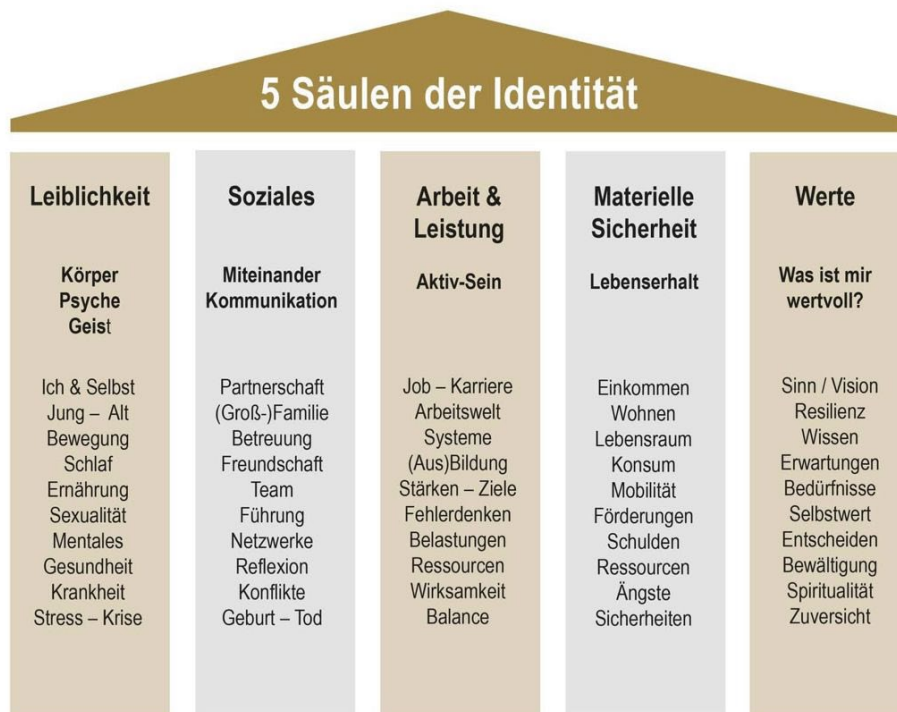 5 Säulen der Identität
Leiblichkeit
Körper
Psyche
Geist
Ich & Selbst
Jung – Alt
Bewegung
Schlaf
Ernährung
Sexualität
Mentales
Gesundheit
Krankheit
Stress – Krise
Soziales
Miteinander
Kommunikation
Partnerschaft
(Groß-)Familie
Betreuung
Freundschaft
Team
Führung
Netzwerke
Reflexion
Konflikte
Geburt – Tod
Arbeit &
Leistung
Aktiv-Sein
Job – Karriere
Arbeitswelt
Systeme
(Aus)Bildung
Stärken – Ziele
Fehlerdenken
Belastungen
Ressourcen
Wirksamkeit
Balance
Materielle
Sicherheit
Lebenserhalt
Einkommen
Wohnen
Lebensraum
Konsum
Mobilität
Förderungen
Schulden
Ressourcen
Ängste
Sicherheiten
Werte
Was ist mir
wertvoll?
Sinn / Vision
Resilienz
Wissen
Erwartungen
Bedürfnisse
Selbstwert
Entscheiden
Bewältigung
Spiritualität
Zuversicht